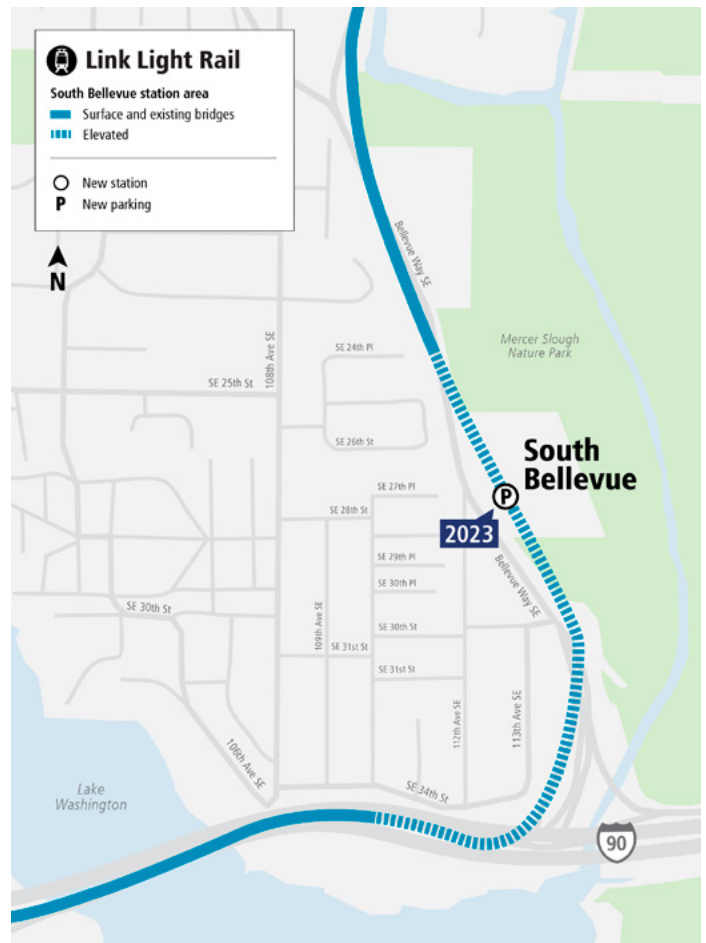 Link Light Rail
South Bellevue station area
Surface and existing bridges
Elevated
New station
P New parking
N
Bellevue Way SE
108th Ave SE
SE 24th Pl
Mercer Slough
Nature Park
SE 25th St
SE 26th St
South
Bellevue
SE 27th Pl
P
SE 28th St
2023
SE 29th Pl
Bellevue Way SE
SE 30th Pl
SE 30th St
109th Ave SE
SE 30th St
SE 31st St
SE 31st St
112th Ave SE
113th Ave SE
106th Ave SE
Lake
Washington
SE 34th St
90